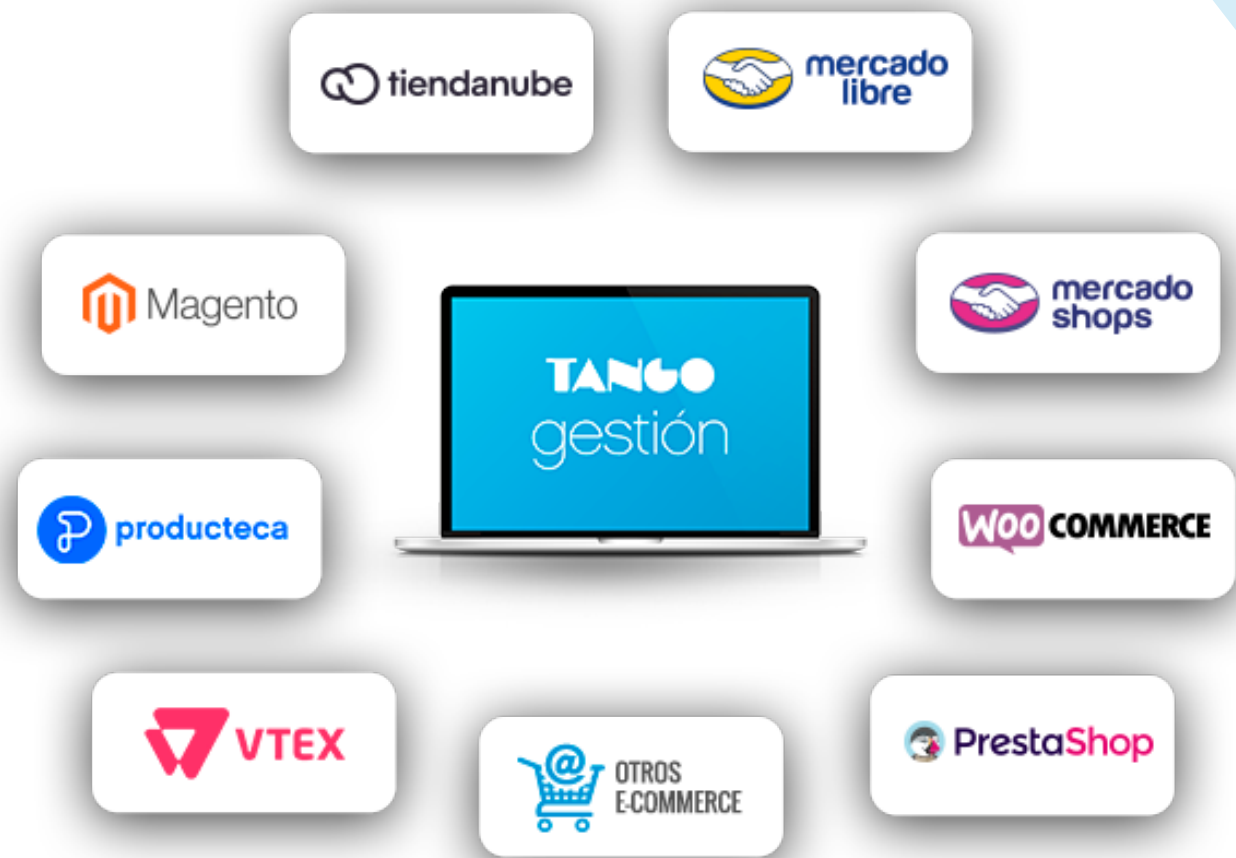 tiendanube
mercado
libre
Magento
mercado
shops
TANGO
gestión
producteca
WOO COMMERCE
VTEX
PrestaShop
@ OTROS
E-COMMERCE